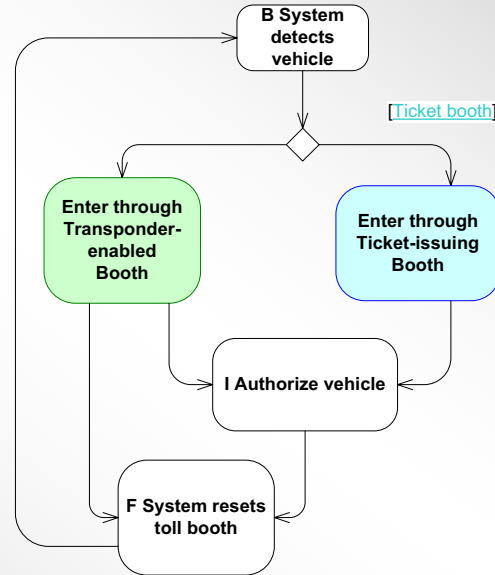 B System
detects
vehicle
[Ticket booth]
Enter through
Transponder-
enabled
Booth
Enter through
Ticket-issuing
Booth
I Authorize vehicle
F System resets
toll booth